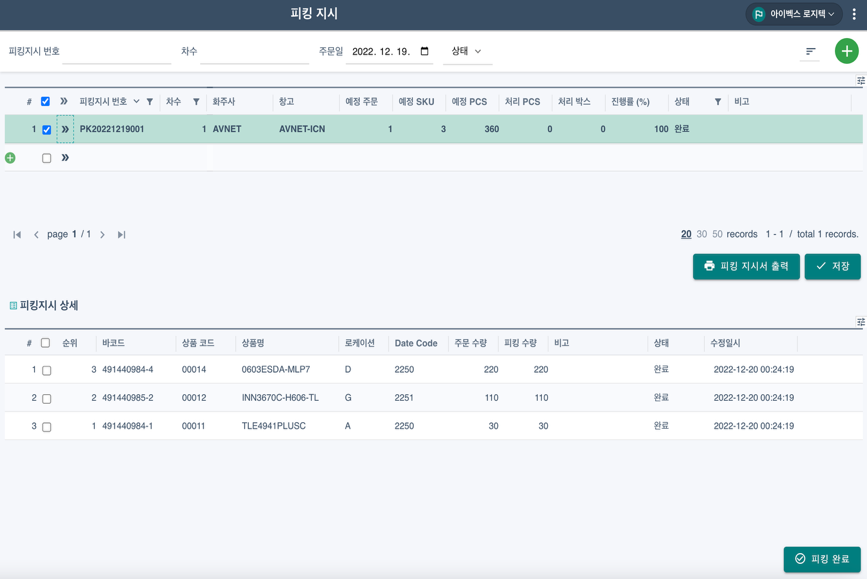 피킹 지시
아이벡스 로지텍
피킹지시 번호 차수 주문일 2022. 12. 19. 상태
# 피킹지시 번호 차수 화주사 창고 예정 주문 예정 SKU 예정 PCS 처리 PCS 처리 박스 진행률 (%) 상태 비고
1 PK20221219001 1 AVNET AVNET-ICN 1 3 360 0 0 100 완료
page 1 / 1
20 30 50 records 1 - 1 / total 1 records.
피킹 지시서 출력 저장
피킹지시 상세
# 순위 바코드 상품 코드 상품명 로케이션 Date Code 주문 수량 피킹 수량 비고 상태 수정일시
1 3 491440984-4 00014 0603ESDA-MLP7 D 2250 220 220 완료 2022-12-20 00:24:19
2 2 491440985-2 00012 INN3670C-H606-TL G 2251 110 110 완료 2022-12-20 00:24:19
3 1 491440984-1 00011 TLE4941PLUSC A 2250 30 30 완료 2022-12-20 00:24:19
피킹 완료